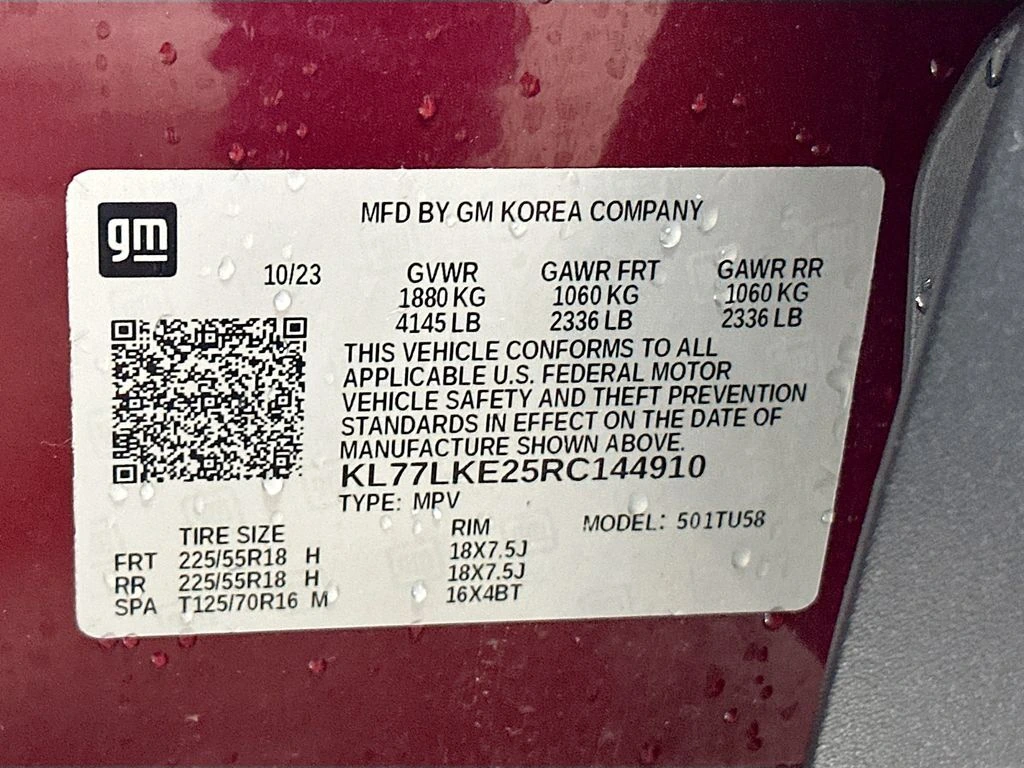 gm
MFD BY GM KOREA COMPANY
10/23 GVWR GAWR FRT GAWR RR
1880 KG 1060 KG 1060 KG
4145 LB 2336 LB 2336 LB
THIS VEHICLE CONFORMS TO ALL
APPLICABLE U.S. FEDERAL MOTOR
VEHICLE SAFETY AND THEFT PREVENTION
STANDARDS IN EFFECT ON THE DATE OF
MANUFACTURE SHOWN ABOVE.
KL77LKE25RC144910
TYPE: MPV
TIRE SIZE RIM MODEL: 501TU58
FRT 225/55R18 H 18X7.5J
RR 225/55R18 H 18X7.5J
SPA T125/70R16 M 16X4BT